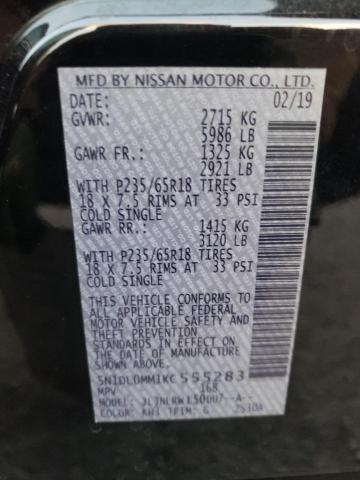 MFD BY NISSAN MOTOR CO., LTD.
DATE: 02/19
GVWR: 2715 KG
5986 LB
GAWR FR.: 1325 KG
2921 LB
WITH P235/65R18 TIRES
18 X 7.5 RIMS AT 33 PSI
COLD SINGLE
GAWR RR.: 1415 KG
3120 LB
WITH P235/65R18 TIRES
18 X 7.5 RIMS AT 33 PSI
COLD SINGLE
THIS VEHICLE CONFORMS TO
ALL APPLICABLE FEDERAL
MOTOR VEHICLE SAFETY AND
THEFT PREVENTION
STANDARDS IN EFFECT ON
THE DATE OF MANUFACTURE
SHOWN ABOVE.
MPV 168
COLOR: KH3 TRIM: G